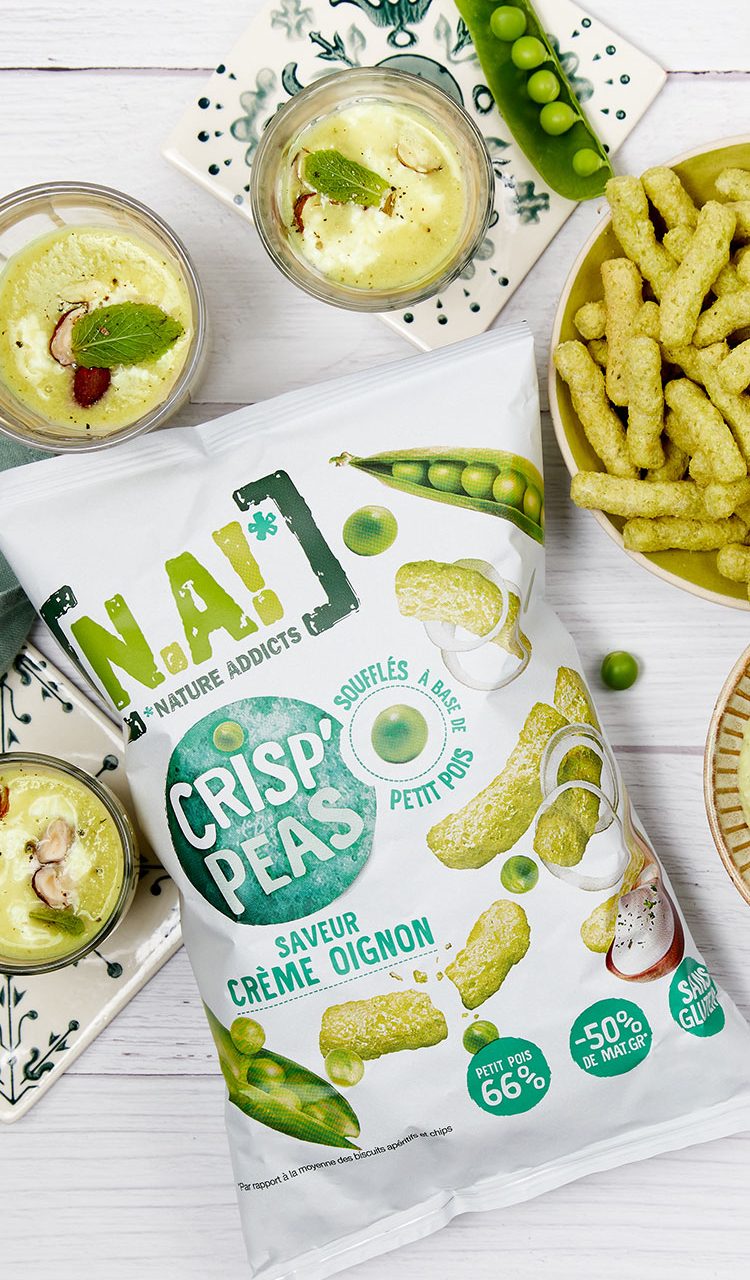 [N.A!*]
*NATURE ADDICTS
CRISP'
PEAS
SOUFFLÉS À BASE DE
PETIT POIS
SAVEUR
CRÈME OIGNON
PETIT POIS
66%
-50%
DE MAT.GR*
SANS
GLUTEN
*Par rapport à la moyenne des biscuits apéritifs et chips